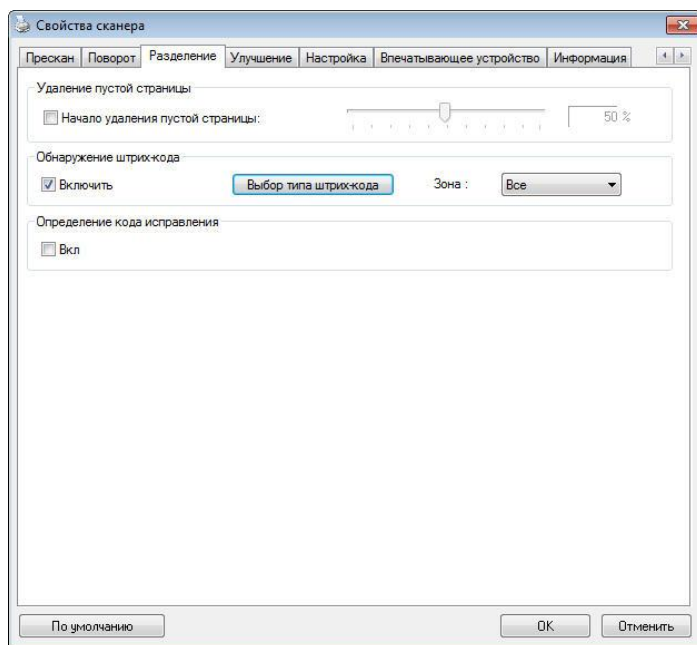 Свойства сканера
Прескан Поворот Разделение Улучшение Настройка Впечатывающее устройство Информация
Удаление пустой страницы
Начало удаления пустой страницы: 50 %
Обнаружение штрих-кода
Включить Выбор типа штрих-кода Зона : Все
Определение кода исправления
Вкл
По умолчанию OK Отменить